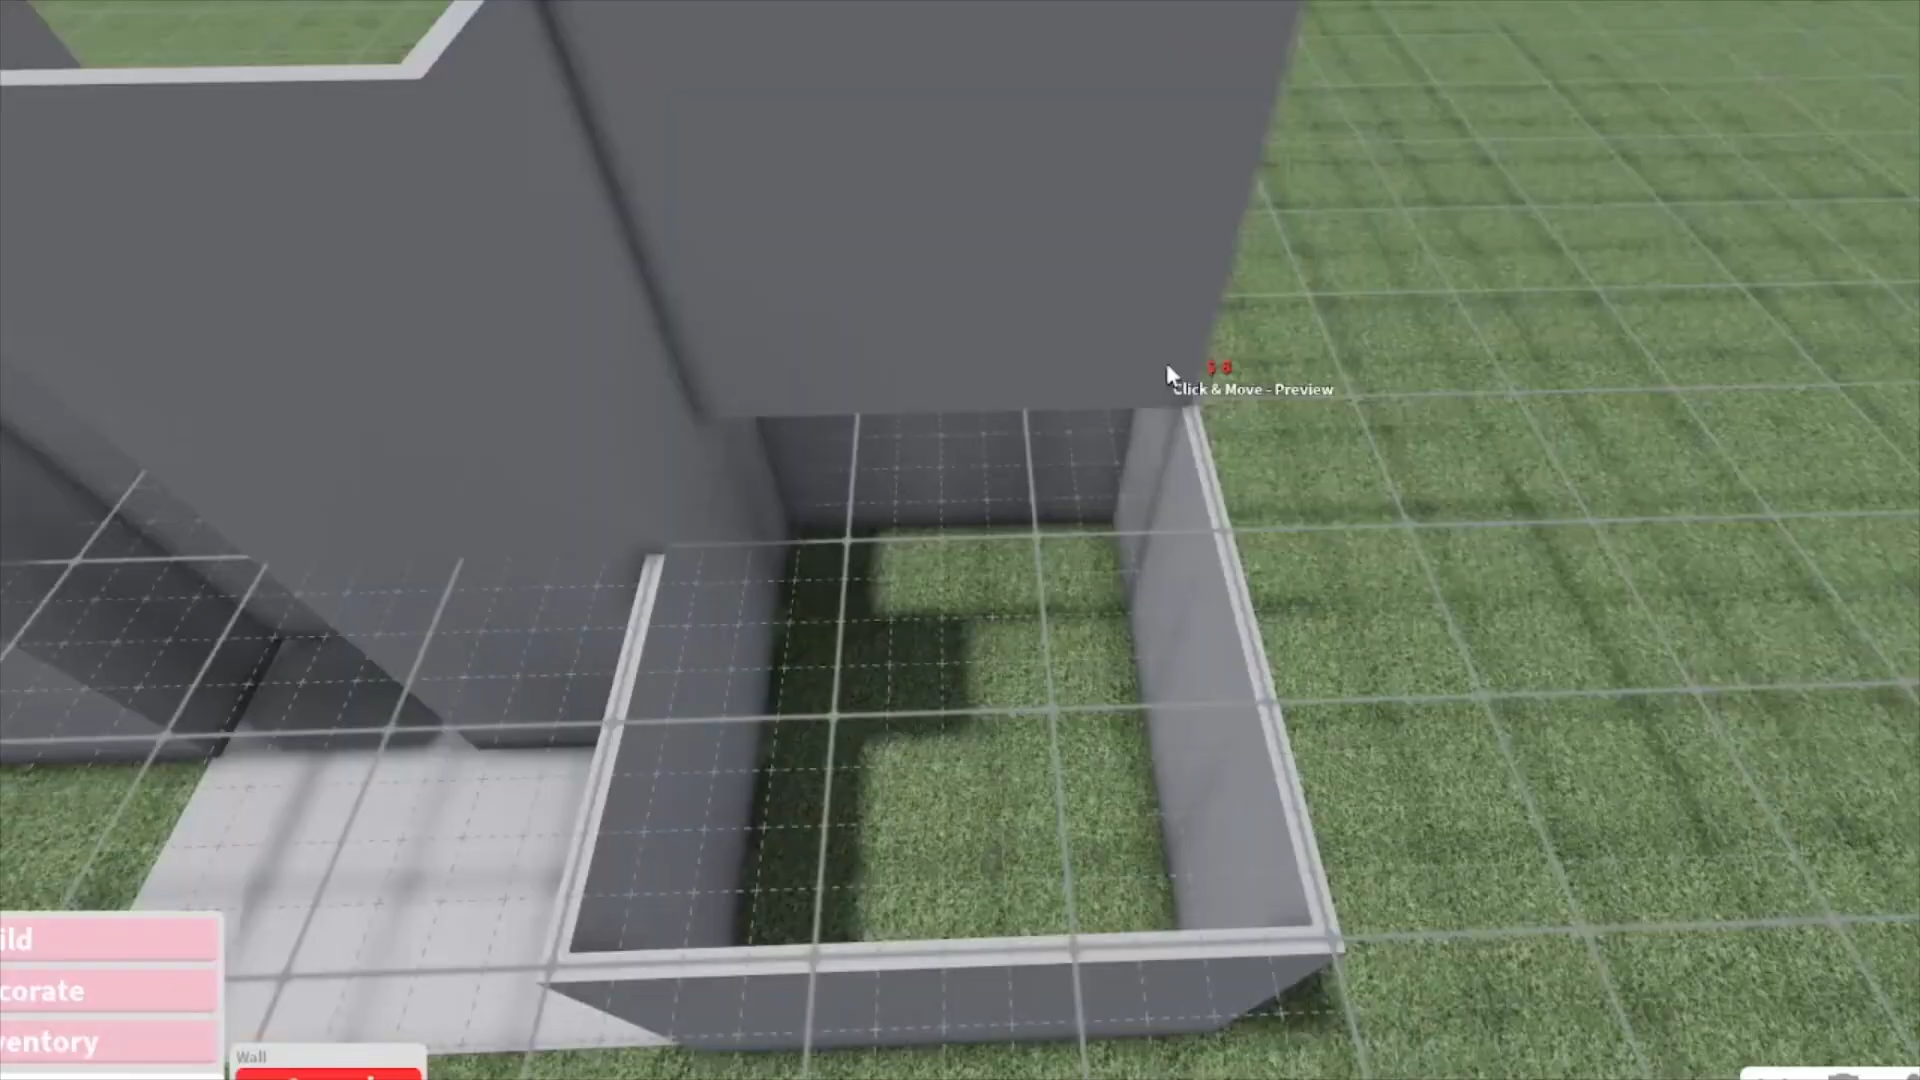 $ 8
Click & Move - Preview
ild
corate
ventory
Wall